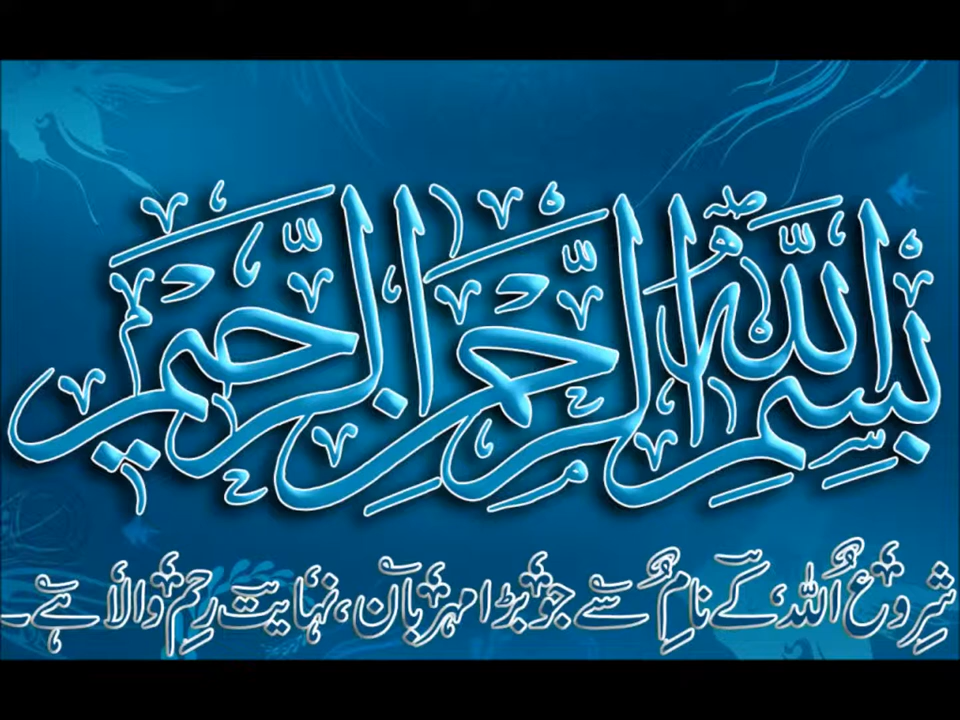 بِسْمِ اللّٰهِ الرَّحْمٰنِ الرَّحِيْمِ
شروع اللہ کے نام سے جو بڑا مہربان، نہایت رحم والا ہے۔